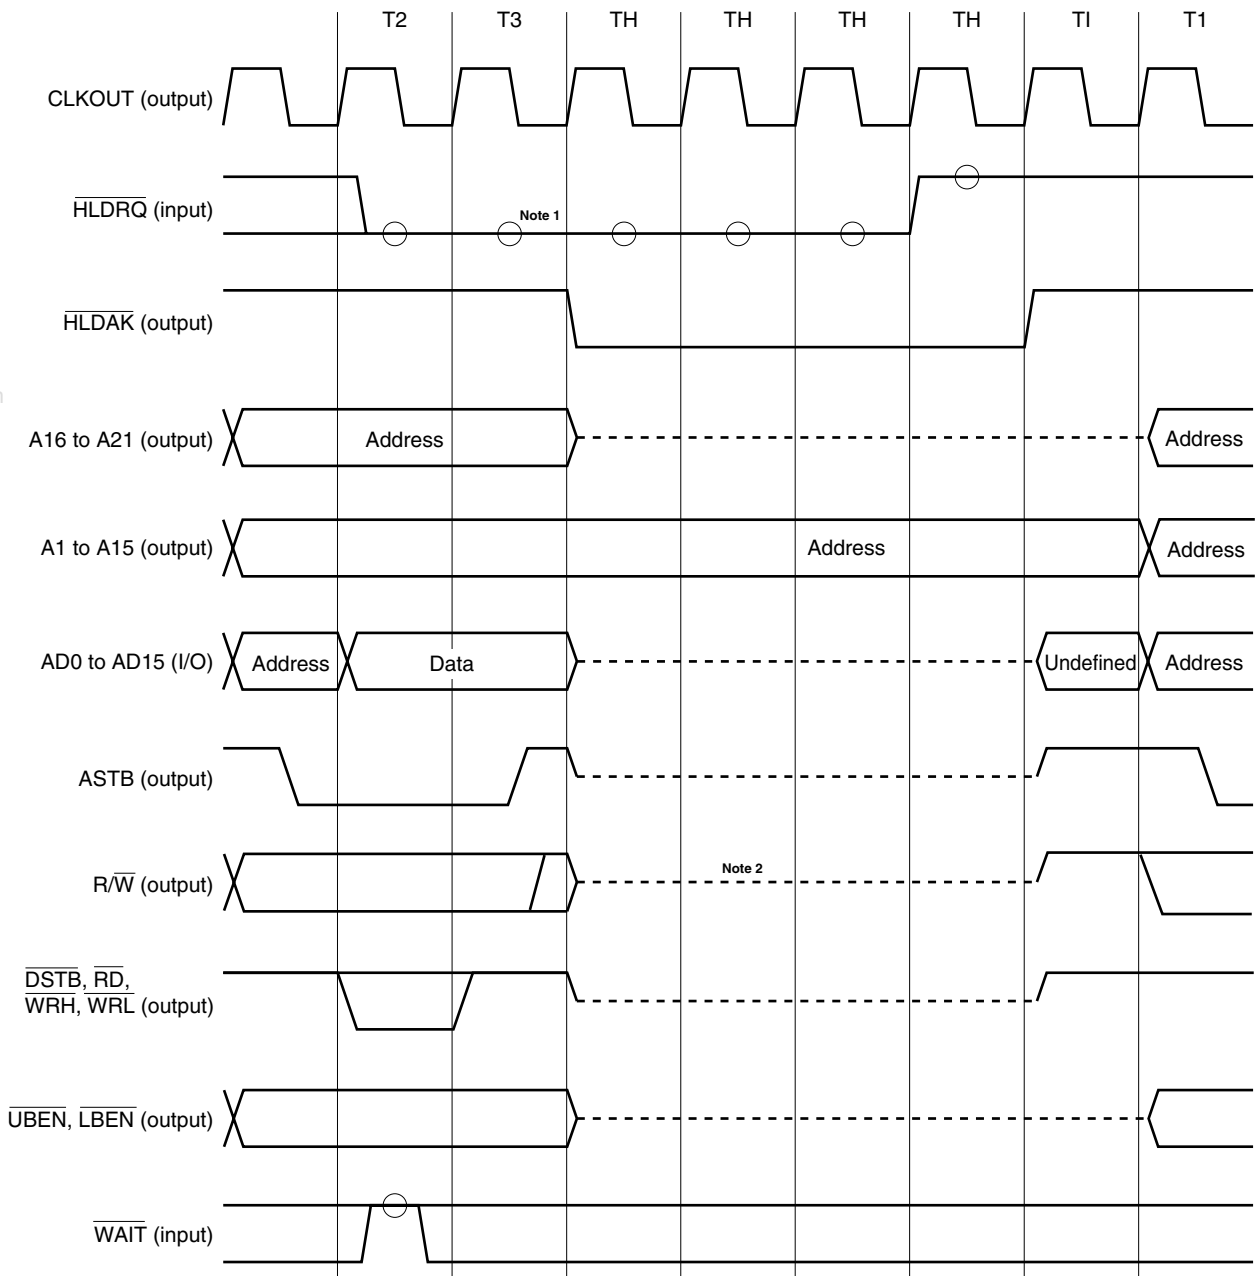 T2 T3 TH TH TH TH TI T1
CLKOUT (output)
HLDRQ (input)
Note 1
HLDAK (output)
A16 to A21 (output)
Address
Address
A1 to A15 (output)
Address
Address
AD0 to AD15 (I/O)
Address
Data
Undefined
Address
ASTB (output)
R/W (output)
Note 2
DSTB, RD,
WRH, WRL (output)
UBEN, LBEN (output)
WAIT (input)